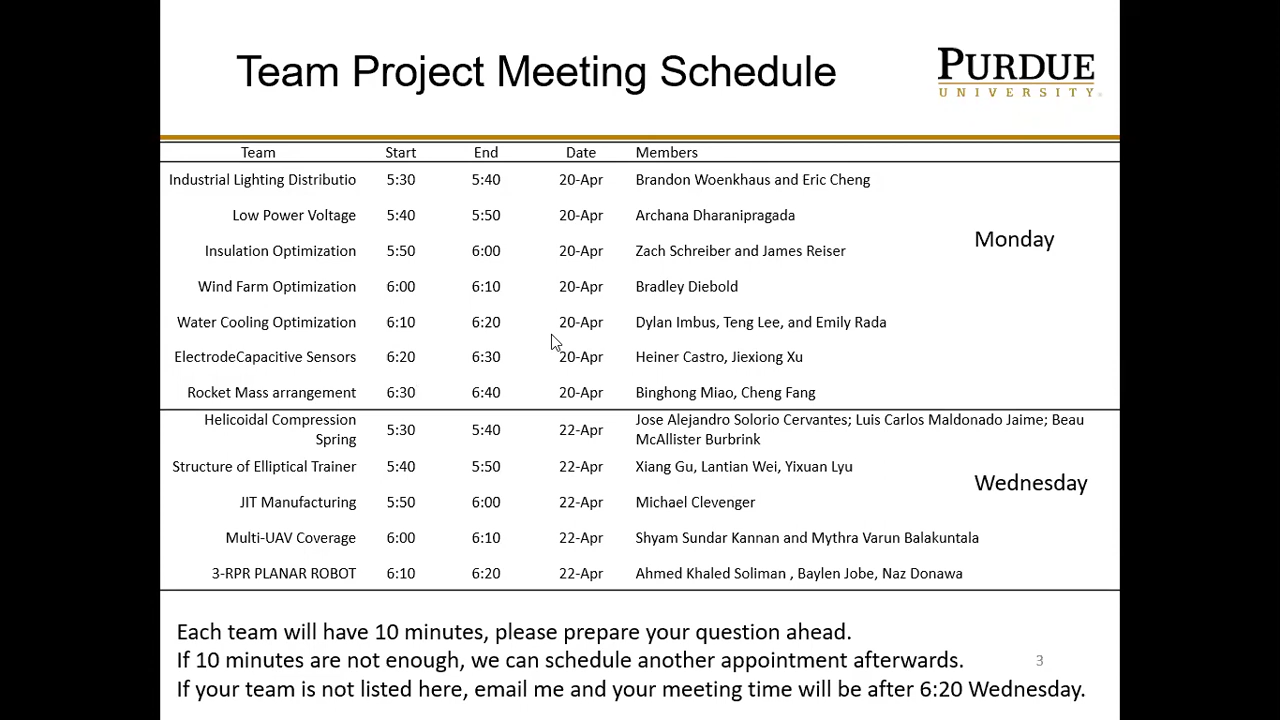 Team Project Meeting Schedule
PURDUE
UNIVERSITY
Team Start End Date Members
Industrial Lighting Distributio 5:30 5:40 20-Apr Brandon Woenkhaus and Eric Cheng
Low Power Voltage 5:40 5:50 20-Apr Archana Dharanipragada
Monday
Insulation Optimization 5:50 6:00 20-Apr Zach Schreiber and James Reiser
Wind Farm Optimization 6:00 6:10 20-Apr Bradley Diebold
Water Cooling Optimization 6:10 6:20 20-Apr Dylan Imbus, Teng Lee, and Emily Rada
ElectrodeCapacitive Sensors 6:20 6:30 20-Apr Heiner Castro, Jiexiong Xu
Rocket Mass arrangement 6:30 6:40 20-Apr Binghong Miao, Cheng Fang
Helicoidal Compression
Spring 5:30 5:40 22-Apr Jose Alejandro Solorio Cervantes; Luis Carlos Maldonado Jaime; Beau
McAllister Burbrink
Structure of Elliptical Trainer 5:40 5:50 22-Apr Xiang Gu, Lantian Wei, Yixuan Lyu
Wednesday
JIT Manufacturing 5:50 6:00 22-Apr Michael Clevenger
Multi-UAV Coverage 6:00 6:10 22-Apr Shyam Sundar Kannan and Mythra Varun Balakuntala
3-RPR PLANAR ROBOT 6:10 6:20 22-Apr Ahmed Khaled Soliman , Baylen Jobe, Naz Donawa
Each team will have 10 minutes, please prepare your question ahead.
If 10 minutes are not enough, we can schedule another appointment afterwards.
3
If your team is not listed here, email me and your meeting time will be after 6:20 Wednesday.